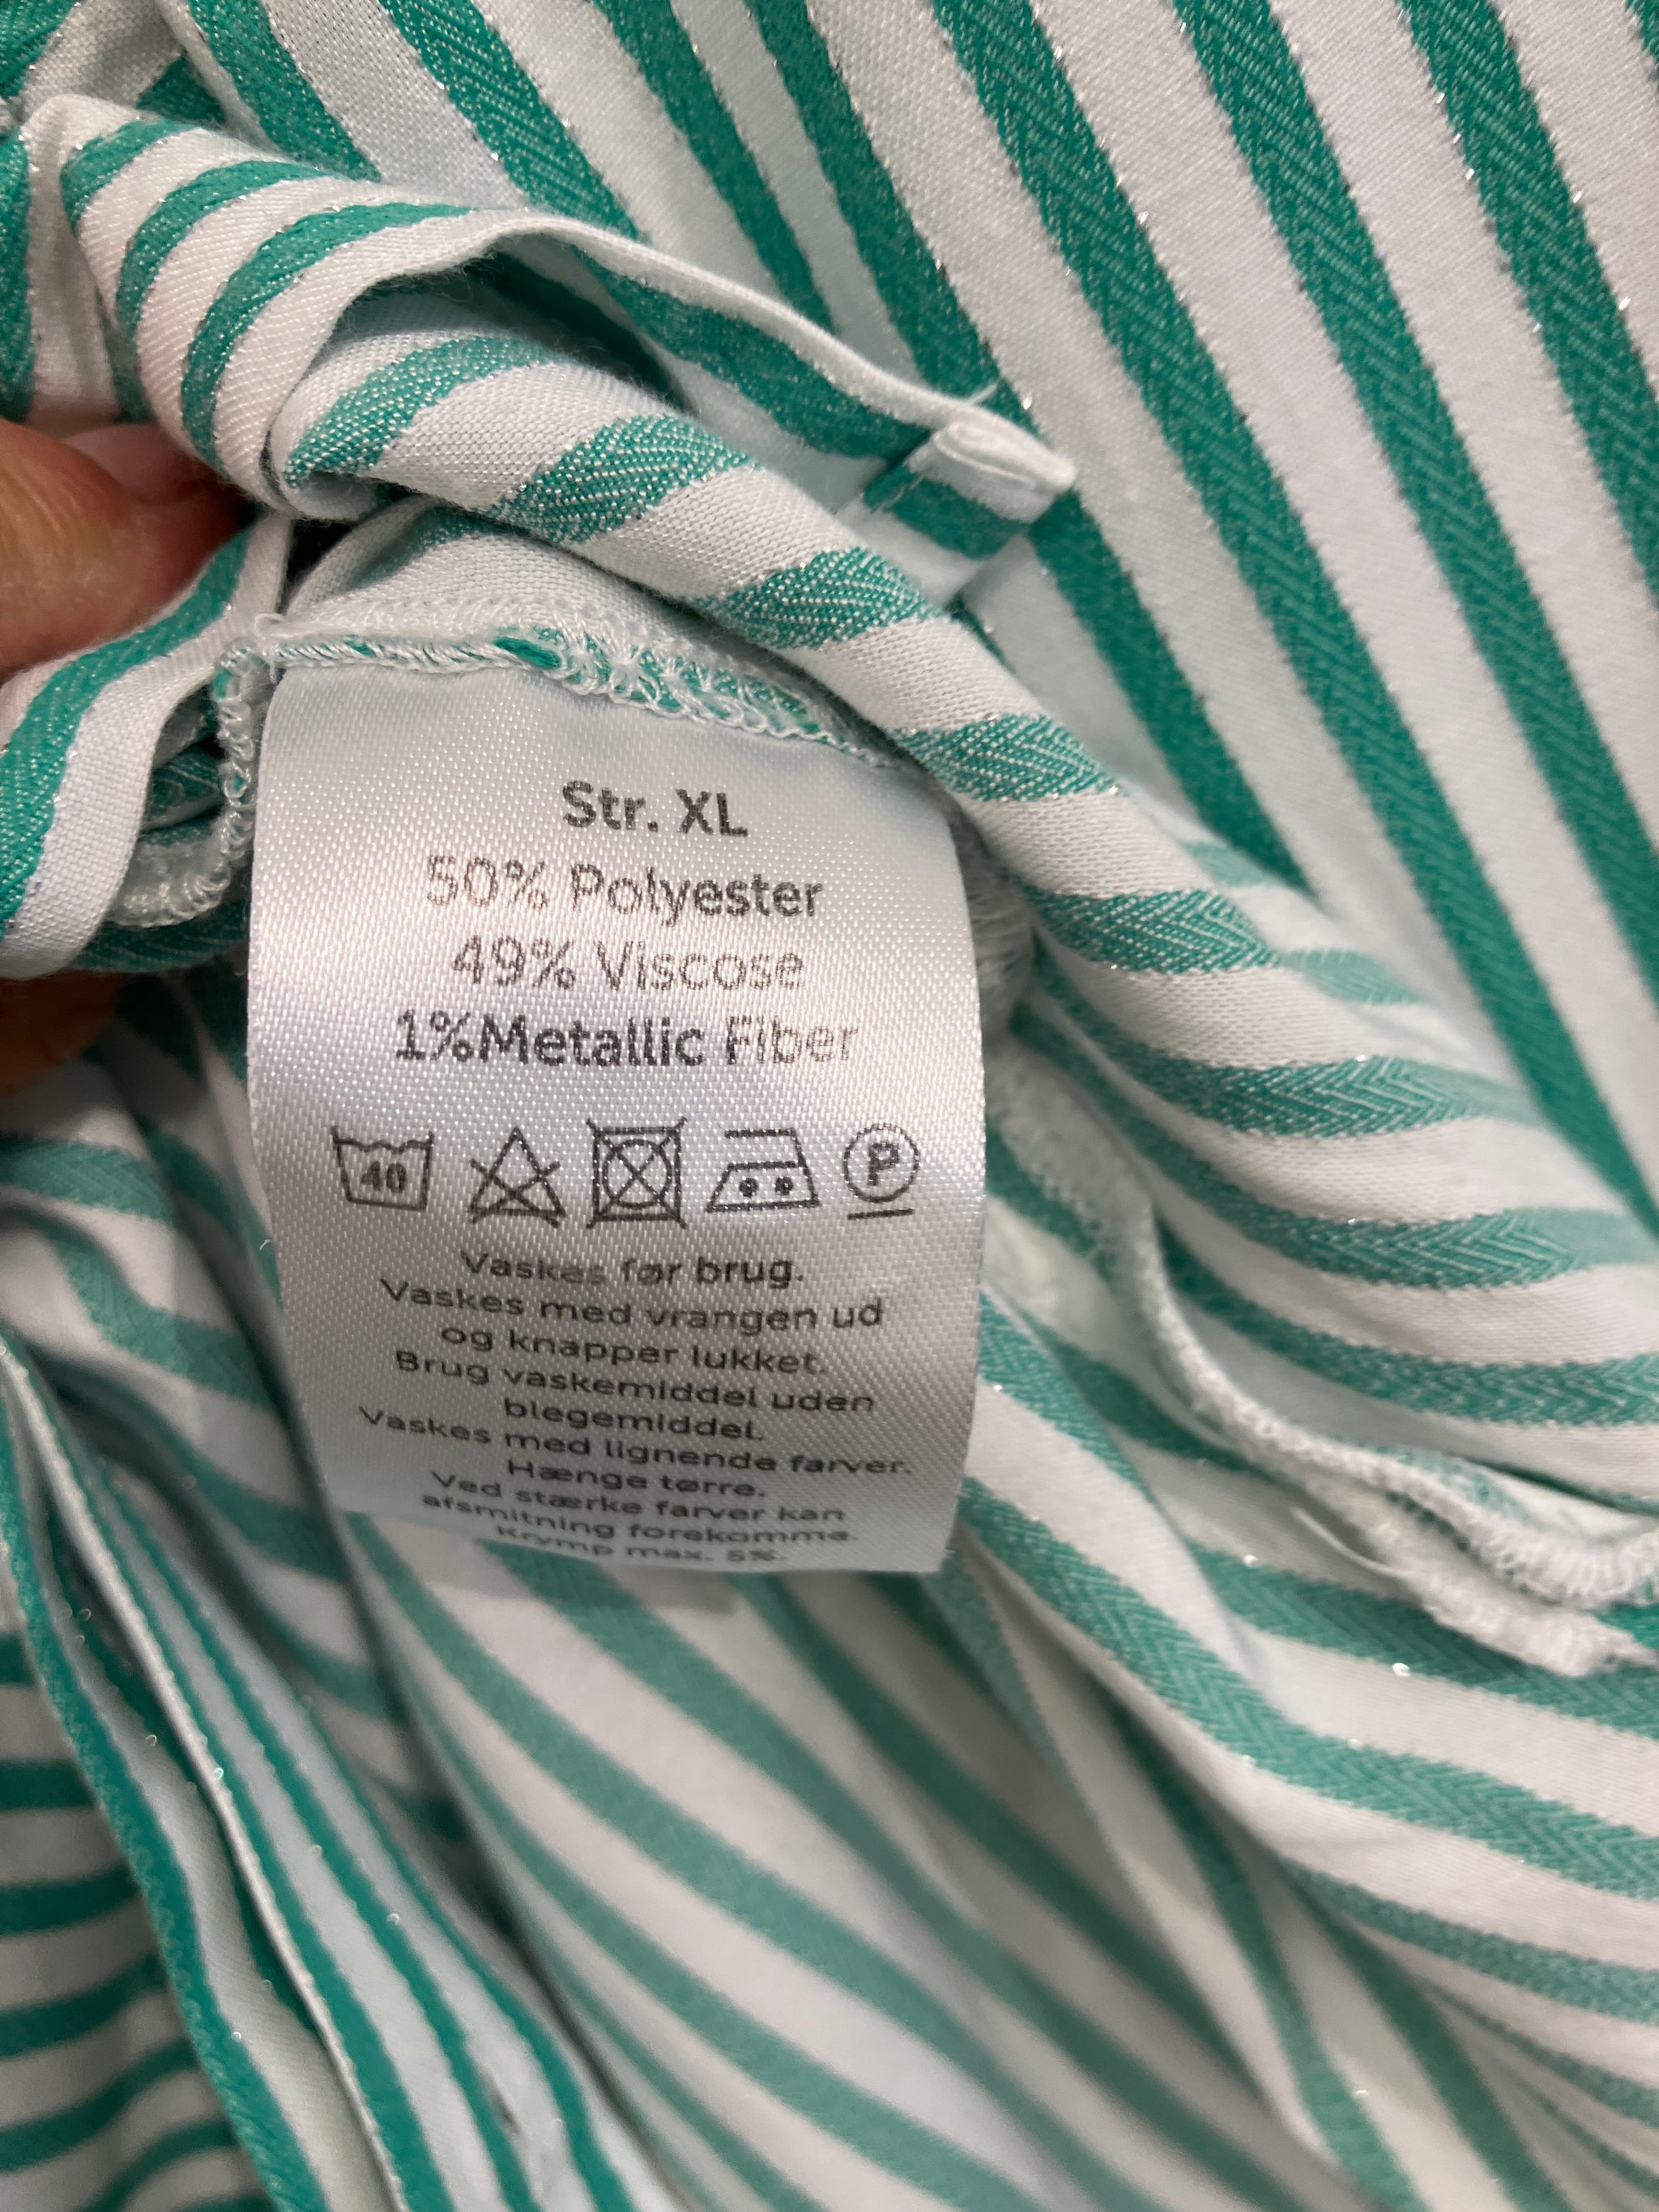 Str. XL
50% Polyester
49% Viscose
1%Metallic Fiber
40 P
Vaskes før brug.
Vaskes med vrangen ud
og knapper lukket.
Brug vaskemiddel uden
blegemiddel.
Vaskes med lignende farver.
Hænge tørre.
Ved stærke farver kan
afsmitning forekomme.
Krymp max. 5%.